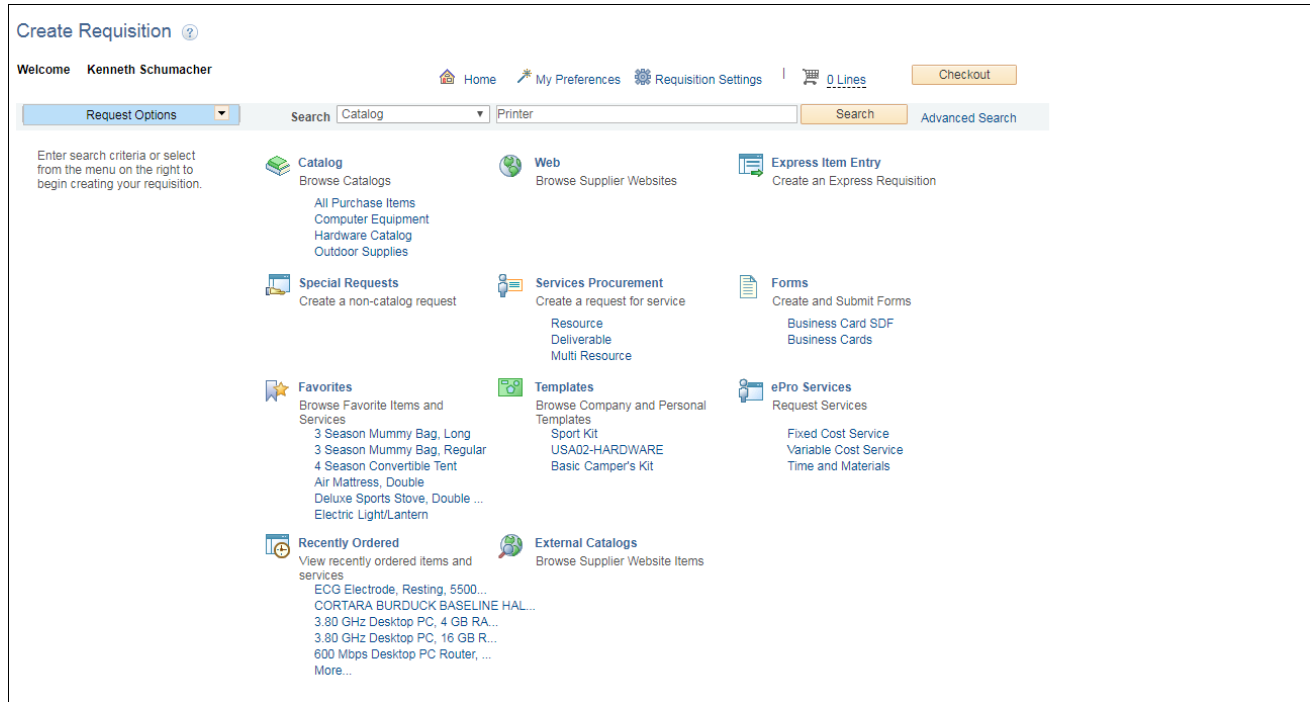 Create Requisition ?
Welcome Kenneth Schumacher
Home My Preferences Requisition Settings | 0 Lines Checkout
Request Options Search Catalog Printer Search Advanced Search
Enter search criteria or select
from the menu on the right to
begin creating your requisition.
Catalog
Browse Catalogs
All Purchase Items
Computer Equipment
Hardware Catalog
Outdoor Supplies
Web
Browse Supplier Websites
Express Item Entry
Create an Express Requisition
Special Requests
Create a non-catalog request
Services Procurement
Create a request for service
Resource
Deliverable
Multi Resource
Forms
Create and Submit Forms
Business Card SDF
Business Cards
Favorites
Browse Favorite Items and
Services
3 Season Mummy Bag, Long
3 Season Mummy Bag, Regular
4 Season Convertible Tent
Air Mattress, Double
Deluxe Sports Stove, Double ...
Electric Light/Lantern
Templates
Browse Company and Personal
Templates
Sport Kit
USA02-HARDWARE
Basic Camper's Kit
ePro Services
Request Services
Fixed Cost Service
Variable Cost Service
Time and Materials
Recently Ordered
View recently ordered items and
services
ECG Electrode, Resting, 5500...
CORTARA BURDUCK BASELINE HAL...
3.80 GHz Desktop PC, 4 GB RA...
3.80 GHz Desktop PC, 16 GB R...
600 Mbps Desktop PC Router, ...
More...
External Catalogs
Browse Supplier Website Items